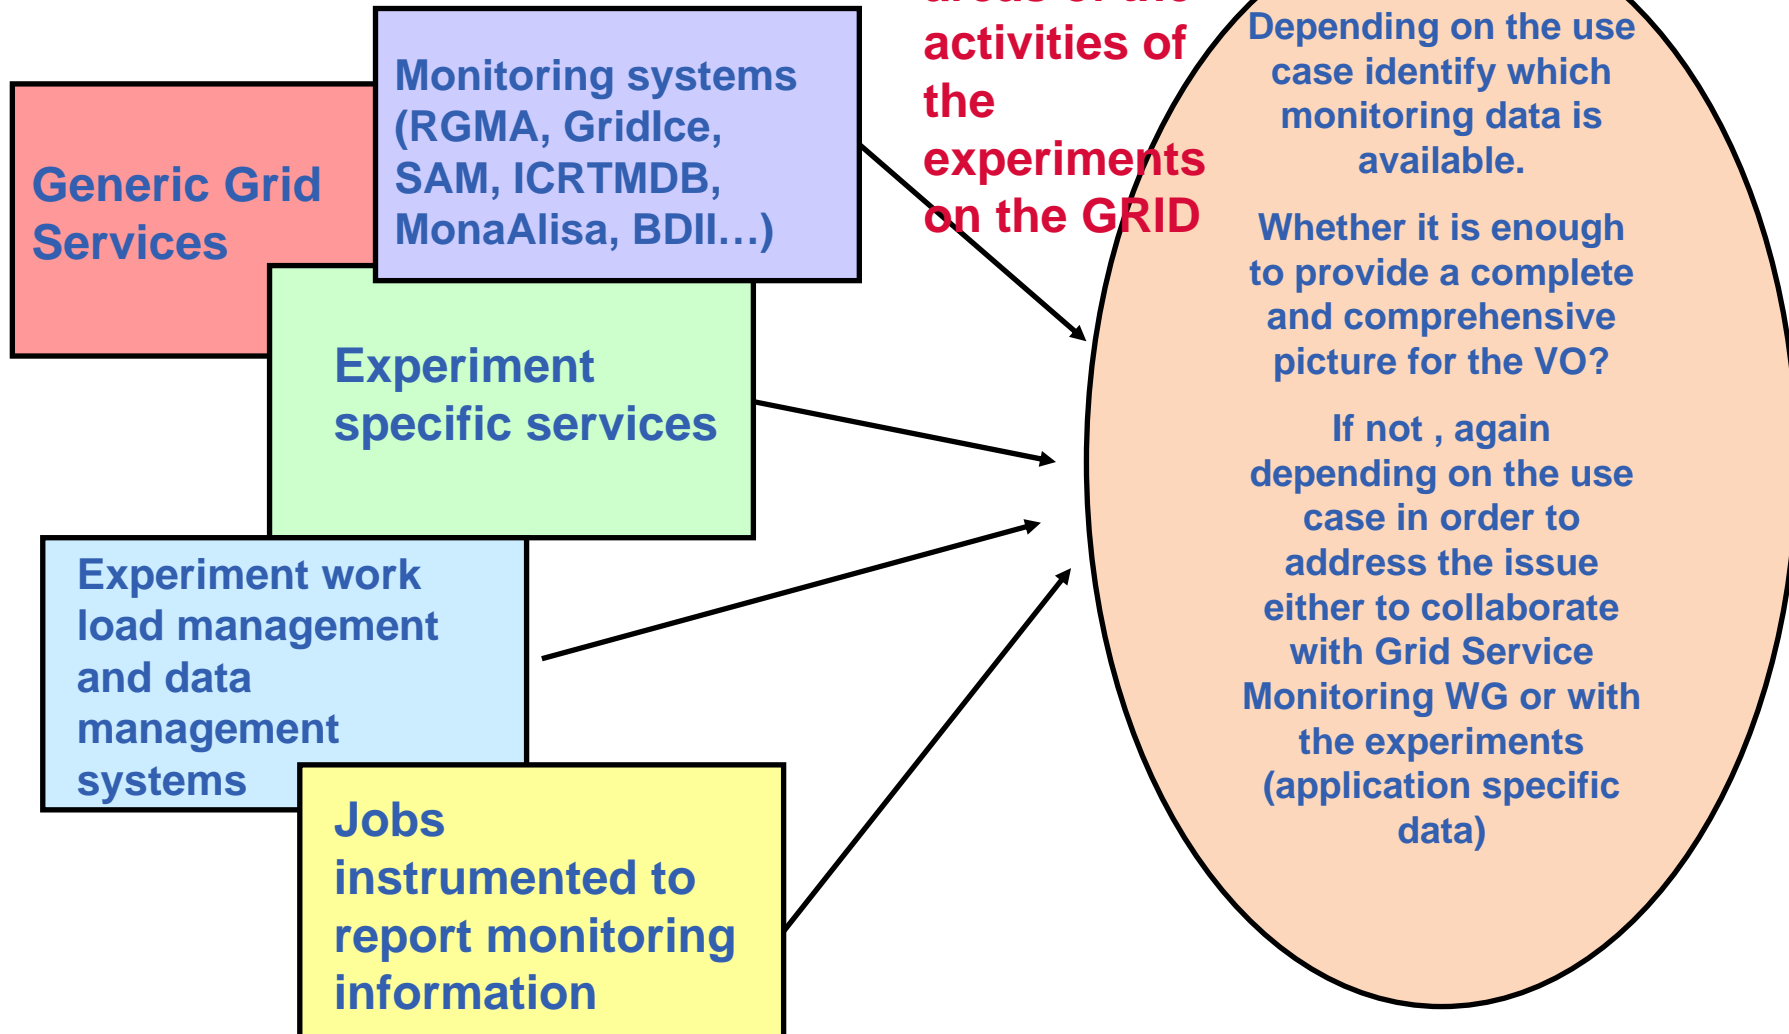 Generic Grid
Services
Monitoring systems
(RGMA, GridIce,
SAM, ICRTMDB,
MonaAlisa, BDII…)
Experiment
specific services
Experiment work
load management
and data
management
systems
Jobs
instrumented to
report monitoring
information
areas of the
activities of
the
experiments
on the GRID
Depending on the use
case identify which
monitoring data is
available.
Whether it is enough
to provide a complete
and comprehensive
picture for the VO?
If not , again
depending on the use
case in order to
address the issue
either to collaborate
with Grid Service
Monitoring WG or with
the experiments
(application specific
data)